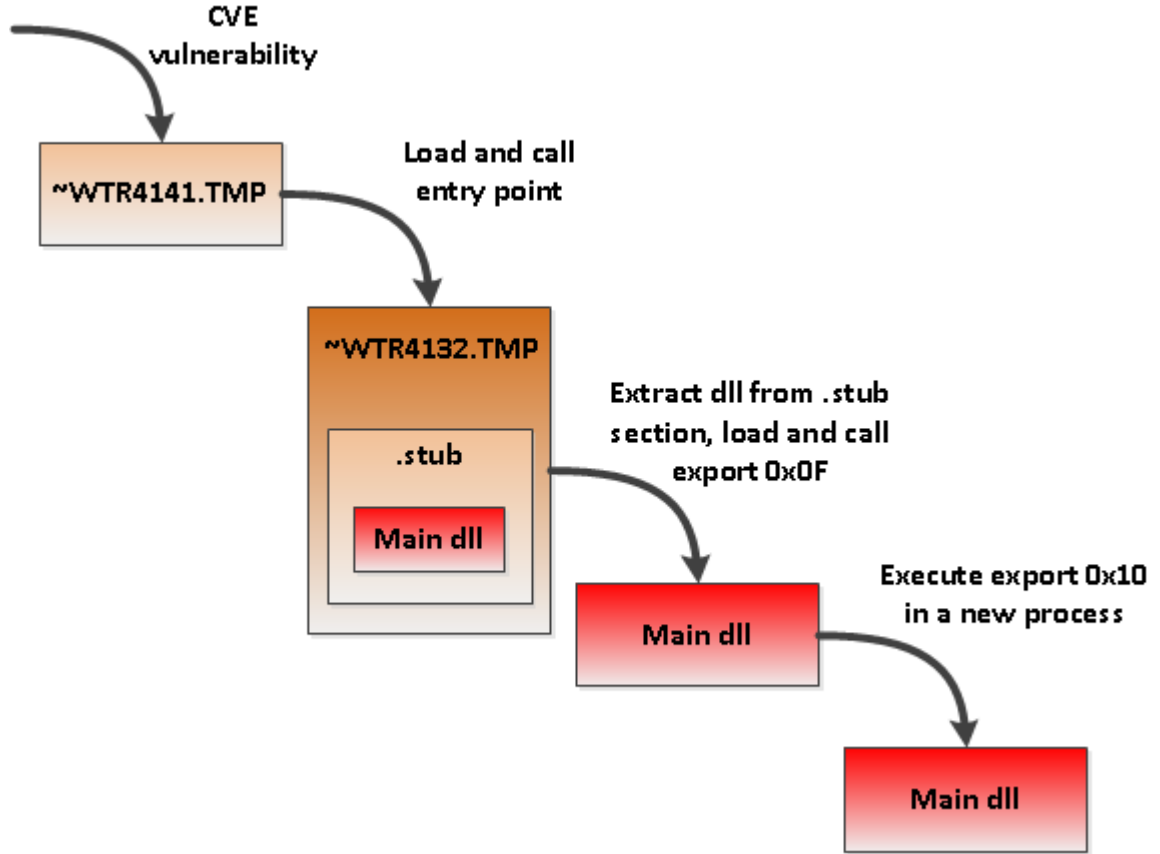 CVE
vulnerability
~WTR4141.TMP
Load and call
entry point
~WTR4132.TMP
.stub
Main dll
Extract dll from .stub
section, load and call
export 0x0F
Main dll
Execute export 0x10
in a new process
Main dll